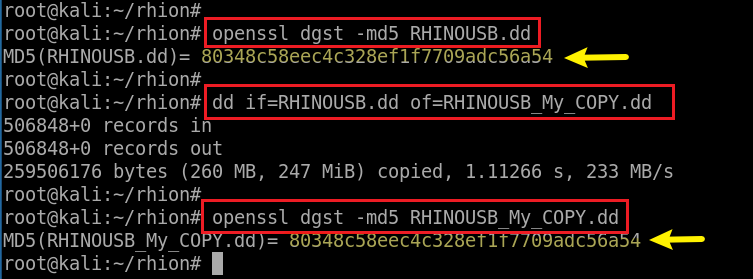 root@kali:~/rhion#
root@kali:~/rhion# openssl dgst -md5 RHINOUSB.dd
MD5(RHINOUSB.dd)= 80348c58eec4c328ef1f7709adc56a54
root@kali:~/rhion#
root@kali:~/rhion# dd if=RHINOUSB.dd of=RHINOUSB_My_COPY.dd
506848+0 records in
506848+0 records out
259506176 bytes (260 MB, 247 MiB) copied, 1.11266 s, 233 MB/s
root@kali:~/rhion#
root@kali:~/rhion# openssl dgst -md5 RHINOUSB_My_COPY.dd
MD5(RHINOUSB_My_COPY.dd)= 80348c58eec4c328ef1f7709adc56a54
root@kali:~/rhion#